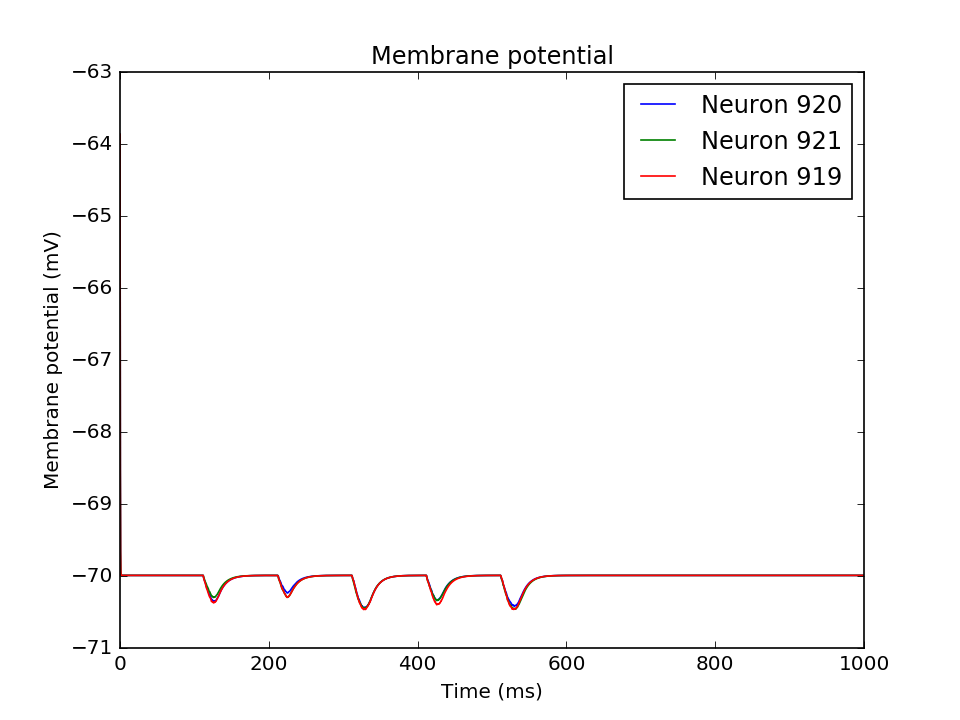 Membrane potential
Neuron 920
Neuron 921
Neuron 919
Membrane potential (mV)
−63
−64
−65
−66
−67
−68
−69
−70
−71
0 200 400 600 800 1000
Time (ms)